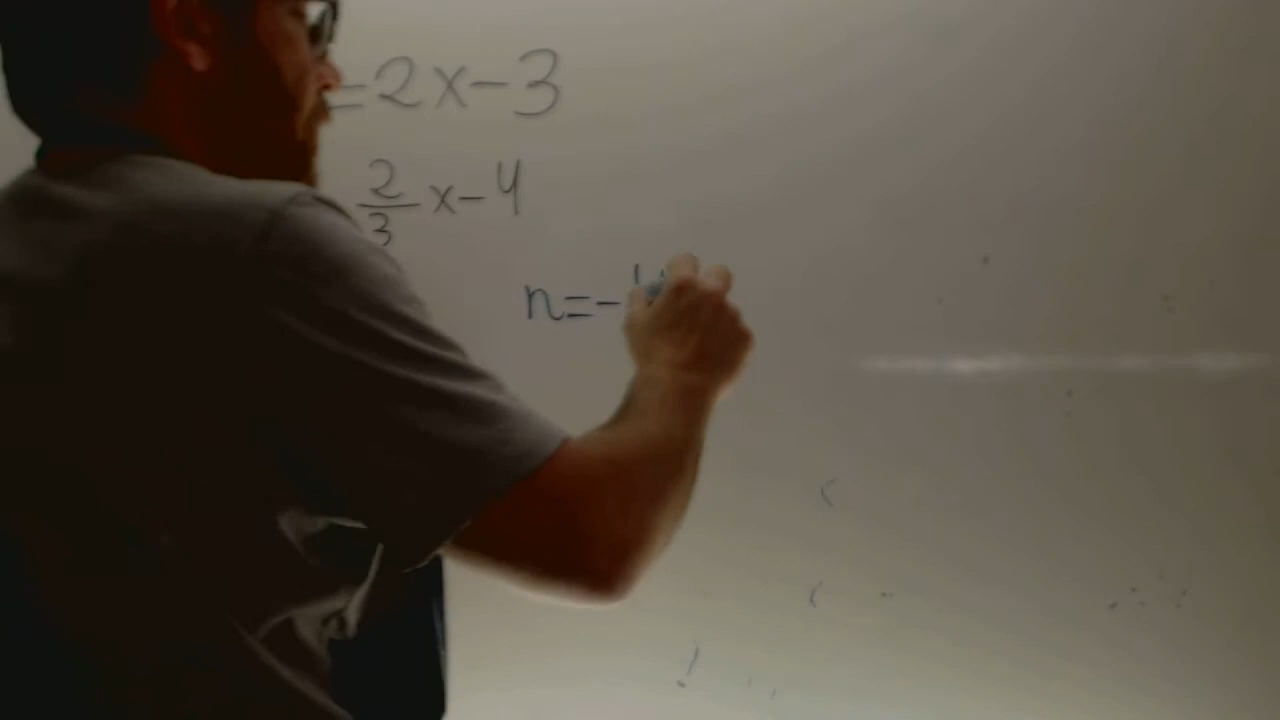 =2x-3
2/3 x-4
n=-